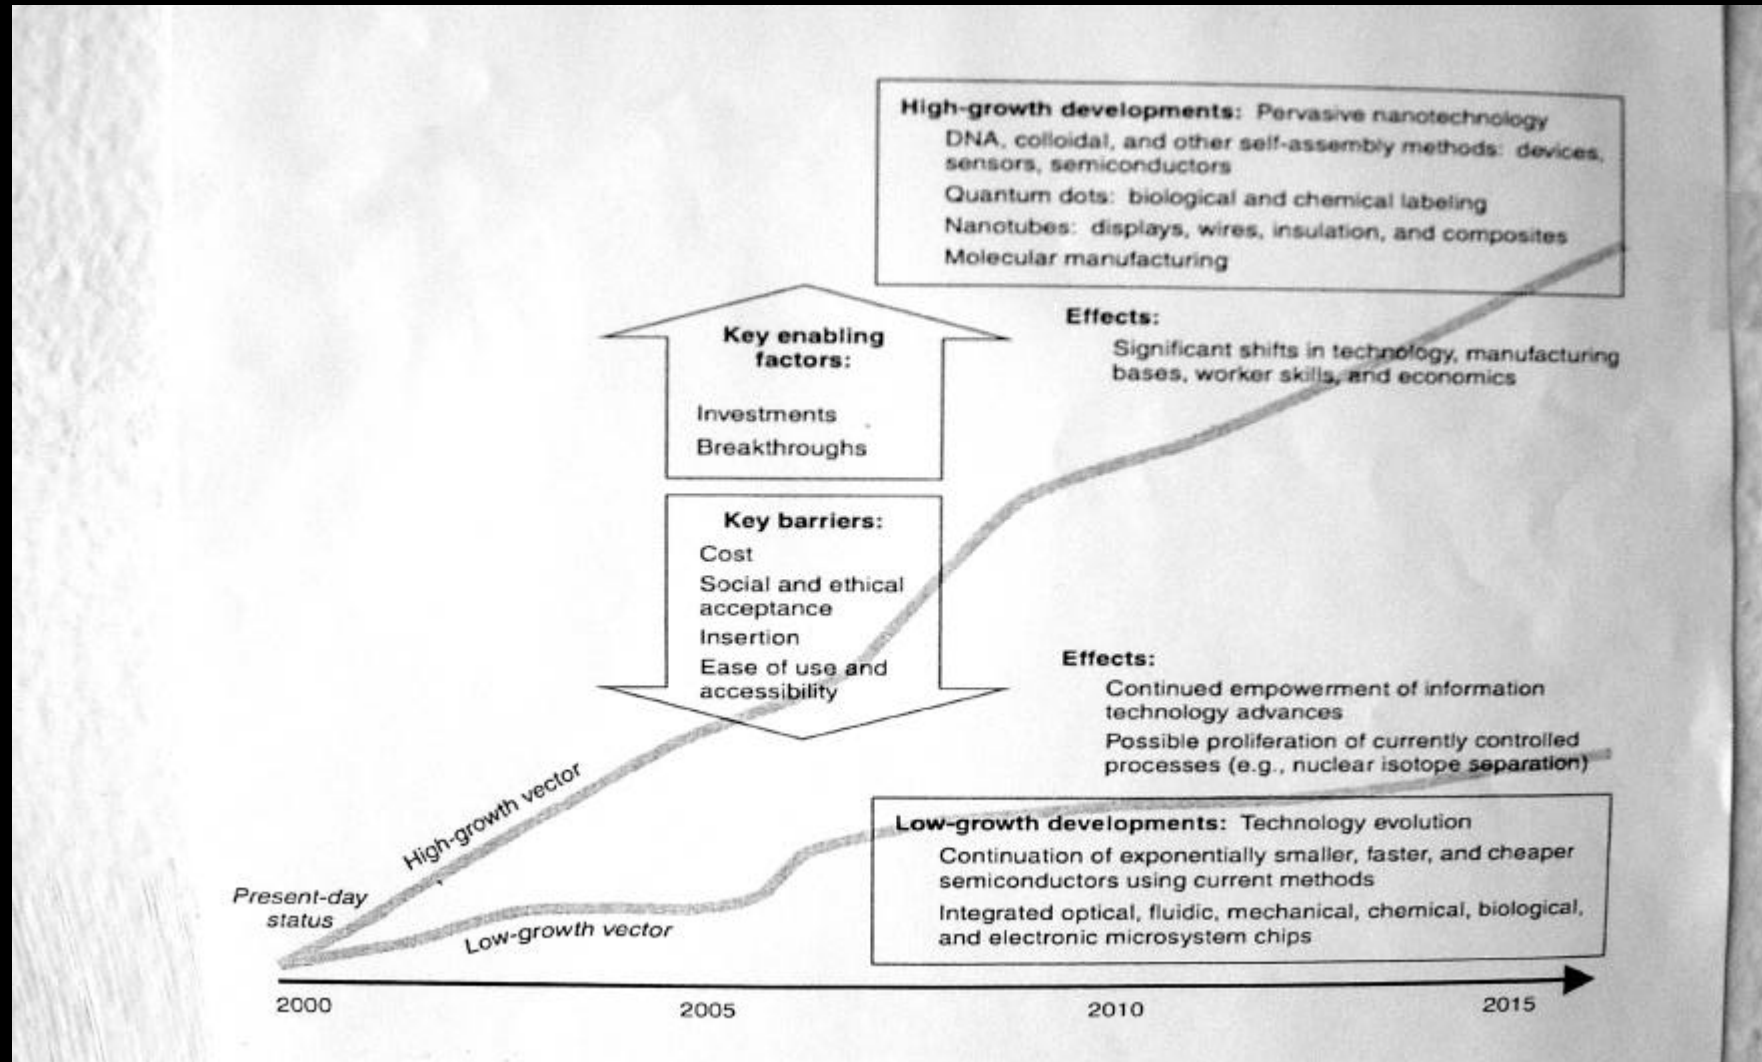 High-growth developments: Pervasive nanotechnology
DNA, colloidal, and other self-assembly methods: devices,
sensors, semiconductors
Quantum dots: biological and chemical labeling
Nanotubes: displays, wires, insulation, and composites
Molecular manufacturing
Effects:
Significant shifts in technology, manufacturing
bases, worker skills, and economics
Key enabling
factors:
Investments
Breakthroughs
Key barriers:
Cost
Social and ethical
acceptance
Insertion
Ease of use and
accessibility
Effects:
Continued empowerment of information
technology advances
Possible proliferation of currently controlled
processes (e.g., nuclear isotope separation)
High-growth vector
Low-growth developments: Technology evolution
Continuation of exponentially smaller, faster, and cheaper
semiconductors using current methods
Integrated optical, fluidic, mechanical, chemical, biological,
and electronic microsystem chips
Present-day
status
Low-growth vector
2000
2005
2010
2015